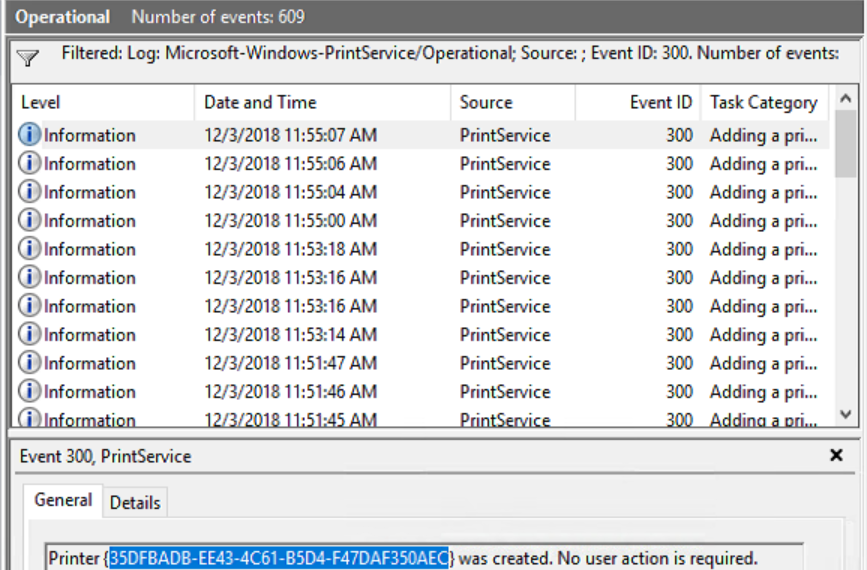 Operational Number of events: 609
Filtered: Log: Microsoft-Windows-PrintService/Operational; Source: ; Event ID: 300. Number of events:
Level Date and Time Source Event ID Task Category
Information 12/3/2018 11:55:07 AM PrintService 300 Adding a pri...
Information 12/3/2018 11:55:06 AM PrintService 300 Adding a pri...
Information 12/3/2018 11:55:04 AM PrintService 300 Adding a pri...
Information 12/3/2018 11:55:00 AM PrintService 300 Adding a pri...
Information 12/3/2018 11:53:18 AM PrintService 300 Adding a pri...
Information 12/3/2018 11:53:16 AM PrintService 300 Adding a pri...
Information 12/3/2018 11:53:16 AM PrintService 300 Adding a pri...
Information 12/3/2018 11:53:14 AM PrintService 300 Adding a pri...
Information 12/3/2018 11:51:47 AM PrintService 300 Adding a pri...
Information 12/3/2018 11:51:46 AM PrintService 300 Adding a pri...
Information 12/3/2018 11:51:45 AM PrintService 300 Adding a pri...
Event 300, PrintService
General Details
Printer {35DFBADB-EE43-4C61-B5D4-F47DAF350AEC} was created. No user action is required.